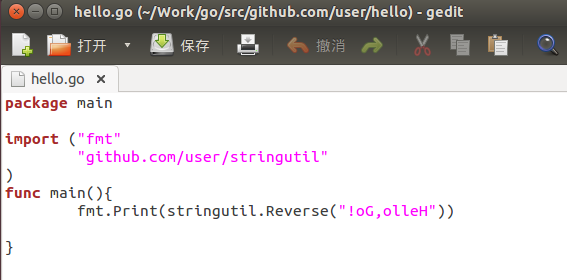 hello.go (~/Work/go/src/github.com/user/hello) - gedit
打开 保存 撤消
hello.go
package main
import ("fmt"
"github.com/user/stringutil"
)
func main(){
fmt.Print(stringutil.Reverse("!oG,olleH"))
}